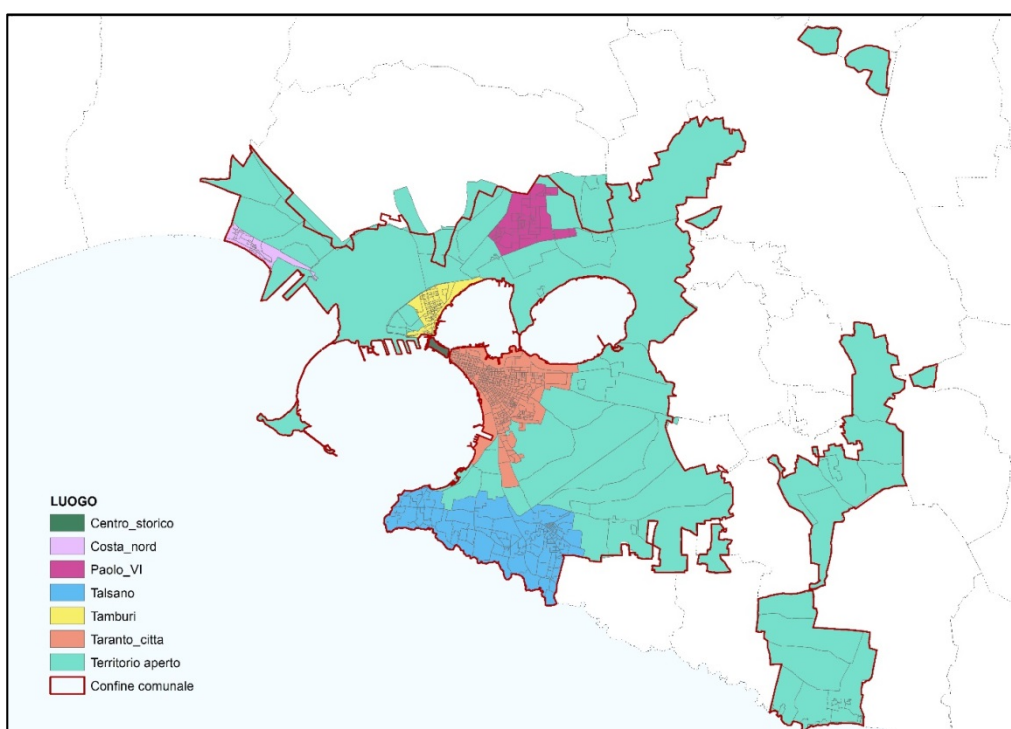 LUOGO
Centro_storico
Costa_nord
Paolo_VI
Talsano
Tamburi
Taranto_citta
Territorio aperto
Confine comunale